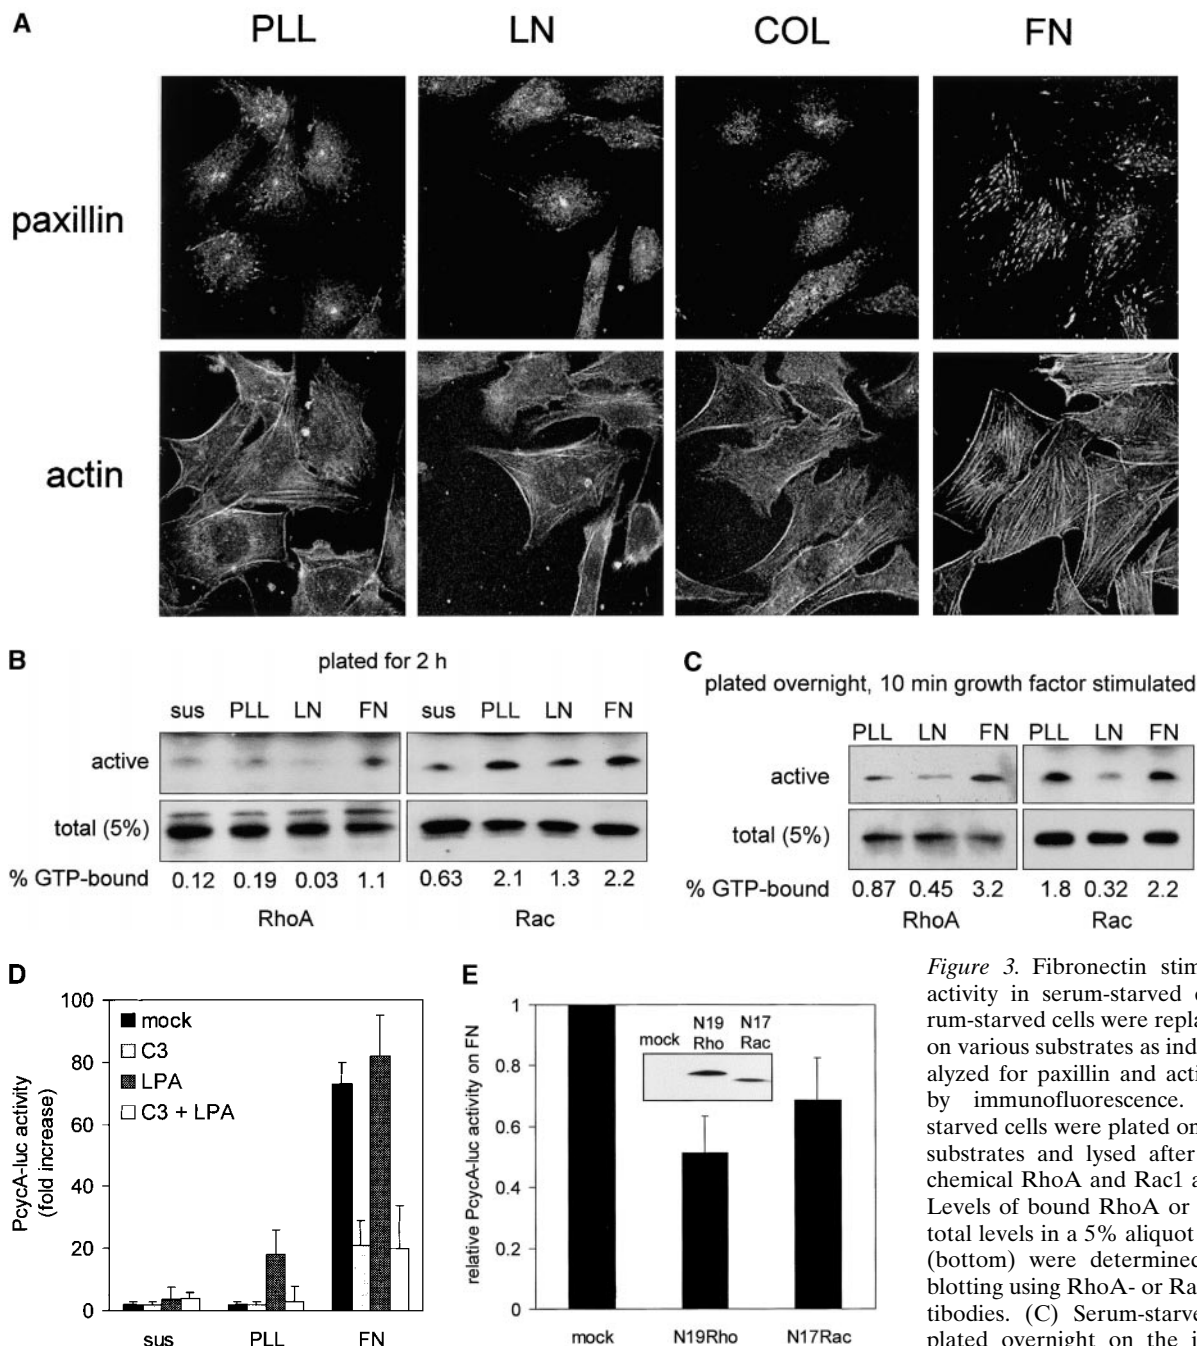 A
PLL LN COL FN
paxillin
actin
B
plated for 2 h
sus PLL LN FN sus PLL LN FN
active
total (5%)
% GTP-bound 0.12 0.19 0.03 1.1 0.63 2.1 1.3 2.2
RhoA Rac
C
plated overnight, 10 min growth factor stimulated
PLL LN FN PLL LN FN
active
total (5%)
% GTP-bound 0.87 0.45 3.2 1.8 0.32 2.2
RhoA Rac
D
PcycA-luc activity
(fold increase)
100
80
60
40
20
0
mock
C3
LPA
C3 + LPA
sus PLL FN
E
relative PcycA-luc activity on FN
1
0.8
0.6
0.4
0.2
0
mock N19 Rho N17 Rac
mock N19Rho N17Rac
Figure 3. Fibronectin stim
activity in serum-starved c
rum-starved cells were repla
on various substrates as ind
alyzed for paxillin and acti
by immunofluorescence.
starved cells were plated on
substrates and lysed after
chemical RhoA and Rac1 a
Levels of bound RhoA or
total levels in a 5% aliquot
(bottom) were determined
blotting using RhoA- or Ra
tibodies. (C) Serum-starve
plated overnight on the i